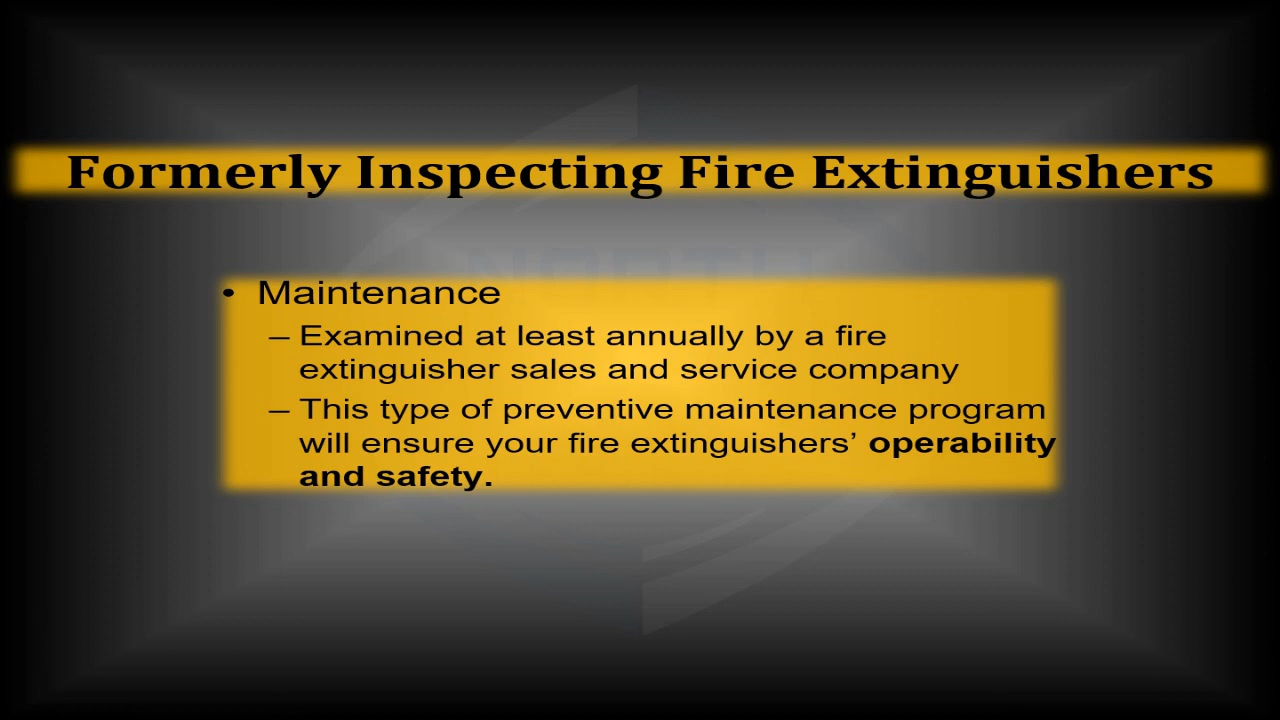 Formerly Inspecting Fire Extinguishers
• Maintenance
– Examined at least annually by a fire
extinguisher sales and service company
– This type of preventive maintenance program
will ensure your fire extinguishers’ operability
and safety.